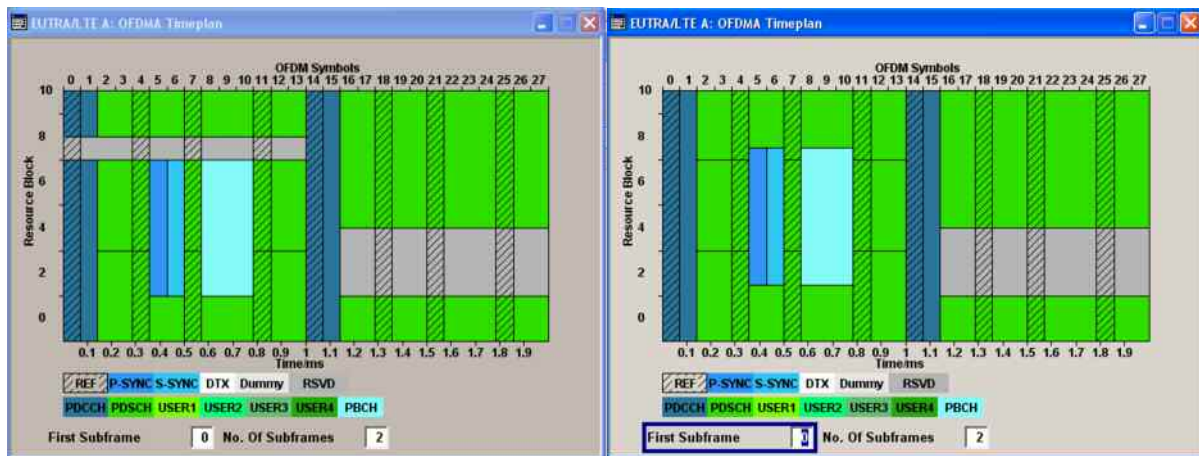 EUTRA/LTE A: OFDMA Timeplan
OFDM Symbols
0 1 2 3 4 5 6 7 8 9 10 11 12 13 14 15 16 17 18 19 20 21 22 23 24 25 26 27
Resource Block
10
8
6
4
2
0
0.1 0.2 0.3 0.4 0.5 0.6 0.7 0.8 0.9 1 1.1 1.2 1.3 1.4 1.5 1.6 1.7 1.8 1.9
Time/ms
REF P-SYNC S-SYNC DTX Dummy RSVD
PDCCH PDSCH USER1 USER2 USER3 USER4 PBCH
First Subframe 0 No. Of Subframes 2
EUTRA/LTE A: OFDMA Timeplan
OFDM Symbols
0 1 2 3 4 5 6 7 8 9 10 11 12 13 14 15 16 17 18 19 20 21 22 23 24 25 26 27
Resource Block
10
8
6
4
2
0
0.1 0.2 0.3 0.4 0.5 0.6 0.7 0.8 0.9 1 1.1 1.2 1.3 1.4 1.5 1.6 1.7 1.8 1.9
Time/ms
REF P-SYNC S-SYNC DTX Dummy RSVD
PDCCH PDSCH USER1 USER2 USER3 USER4 PBCH
First Subframe 0 No. Of Subframes 2